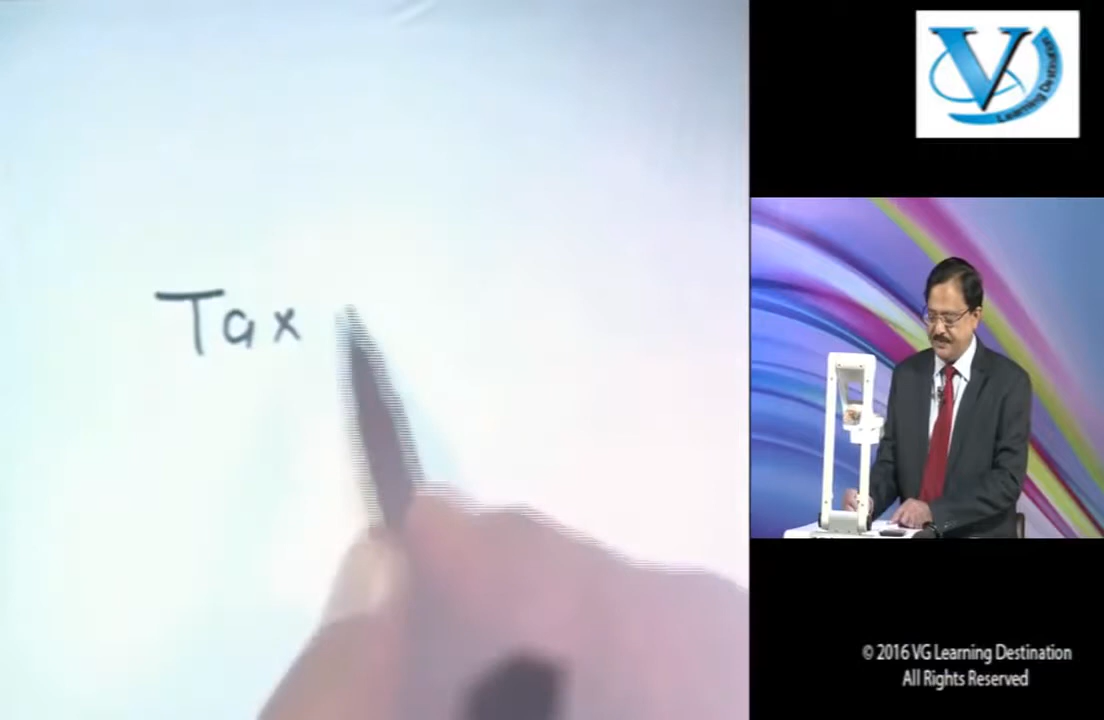 Tax
V
Learning Destination
© 2016 VG Learning Destination
All Rights Reserved